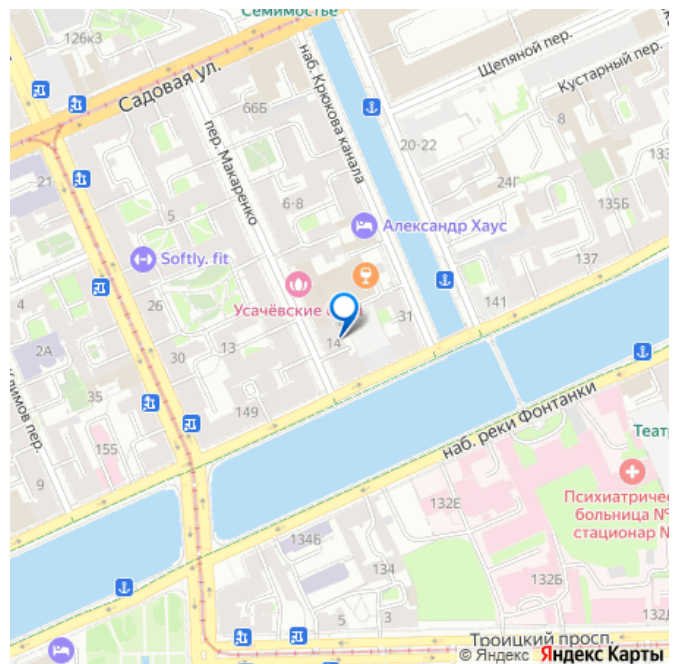 Семимостье
126к3
Садовая ул.
наб. Крюкова канала
Щепяной пер.
Кустарный пер.
66Б
8
20-22
133
пер. Макаренко
21
24Г
6-8
135Б
5
Александр Хаус
Softly. fit
137
Усачёвские
4
26
141
31
14
13
2А
30
35
149
наб. реки Фонтанки
155
Теат
9
132Е
Психиатричес
больница №
стационар №
134Б
134
132Б
5
3
132
Троицкий просп.
© Яндекс Яндекс Карты